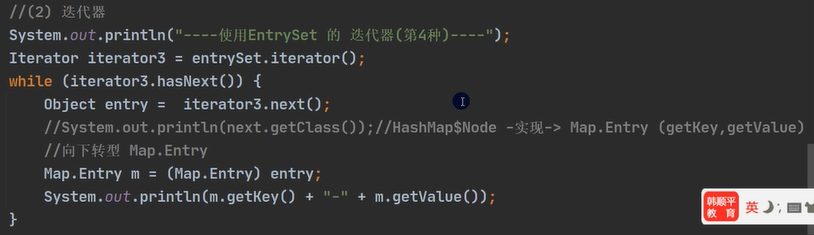 //(2) 迭代器
System.out.println("----使用EntrySet 的 迭代器(第4种)----");
Iterator iterator3 = entrySet.iterator();
while (iterator3.hasNext()) {
    Object entry =  iterator3.next();
    //System.out.println(next.getClass());//HashMap$Node -实现-> Map.Entry (getKey,getValue)
    //向下转型 Map.Entry
    Map.Entry m = (Map.Entry) entry;
    System.out.println(m.getKey() + "-" + m.getValue());
}
韩顺平
教育
英